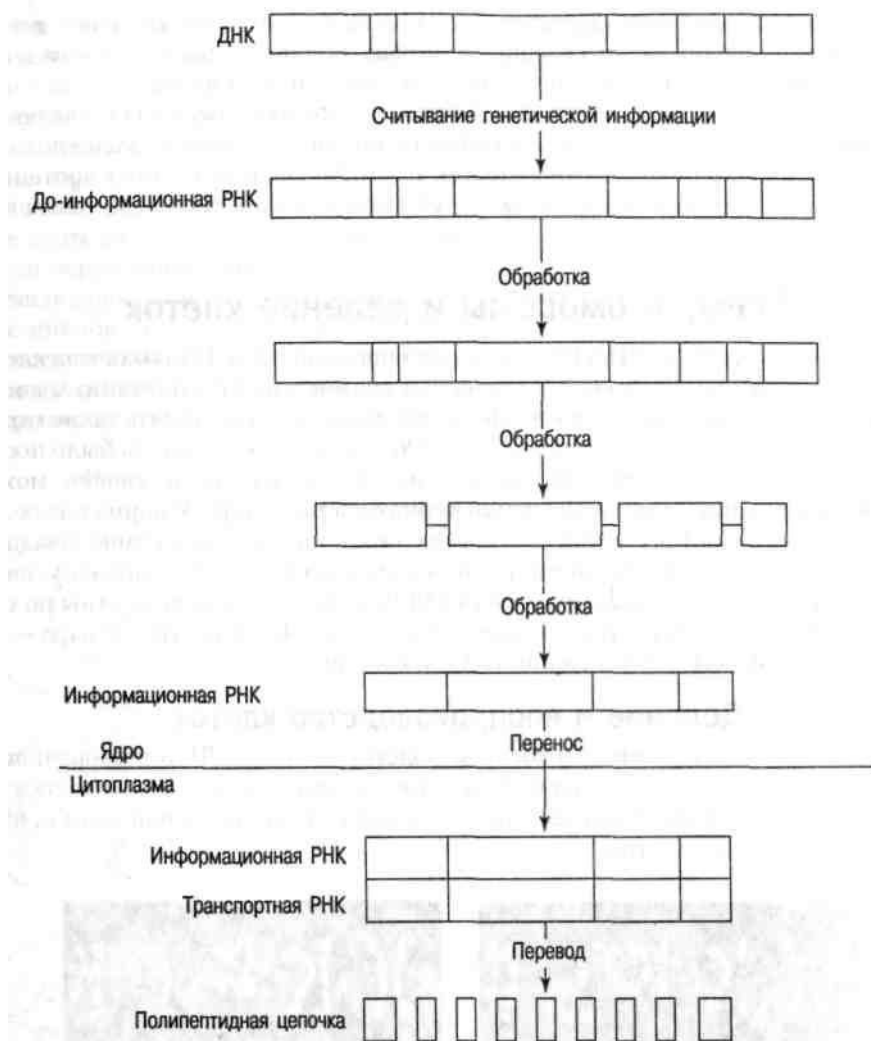 ДНК
Считывание генетической информации
До-информационная РНК
Обработка
Обработка
Обработка
Информационная РНК
Перенос
Ядро
Цитоплазма
Информационная РНК
Транспортная РНК
Перевод
Полипептидная цепочка